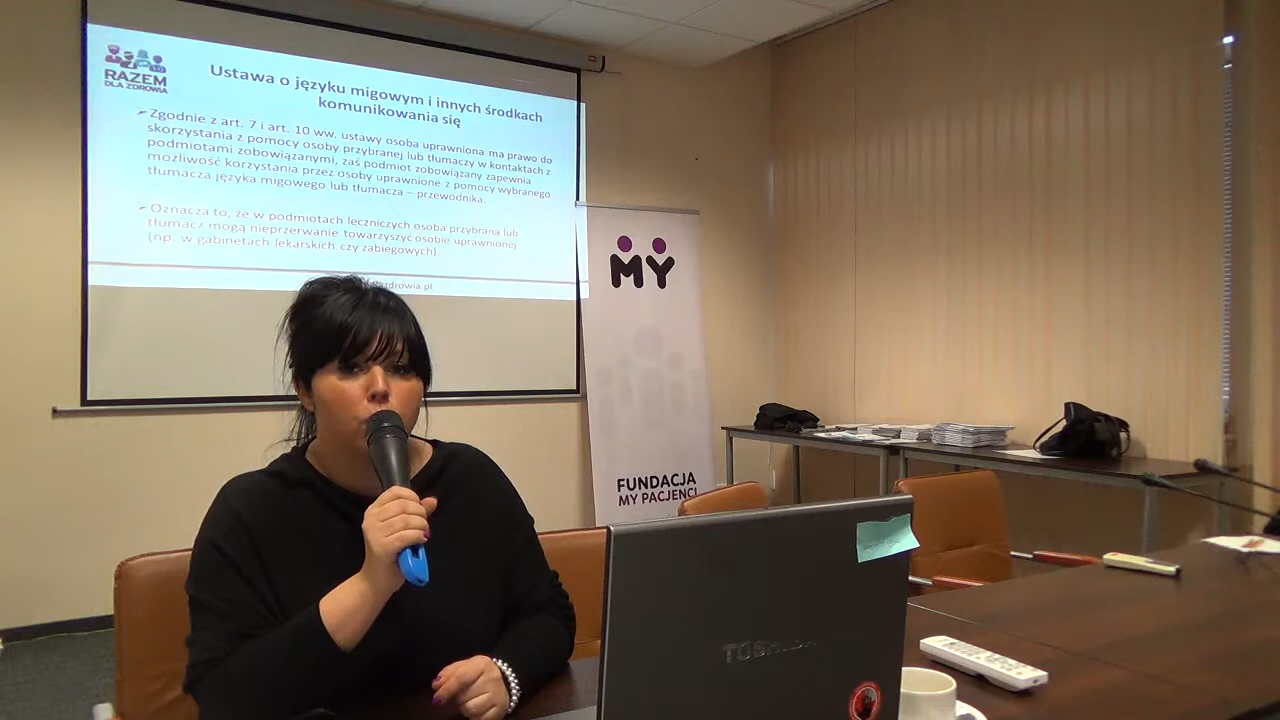 RAZEM
DLA ZDROWIA
Ustawa o języku migowym i innych środkach
komunikowania się
➢Zgodnie z art. 7 i art. 10 ww. ustawy osoba uprawniona ma prawo do
skorzystania z pomocy osoby przybranej lub tłumaczy w kontaktach z
podmiotami zobowiązanymi, zaś podmiot zobowiązany zapewnia
możliwość korzystania przez osoby uprawnione z pomocy wybranego
tłumacza języka migowego lub tłumacza – przewodnika.
➢Oznacza to, że w podmiotach leczniczych osoba przybrana lub
tłumacz mogą nieprzerwanie towarzyszyć osobie uprawnionej
(np. w gabinetach lekarskich czy zabiegowych)
zdrowia.pl
MY
FUNDACJA
MY PACJENCI
TOSHIBA